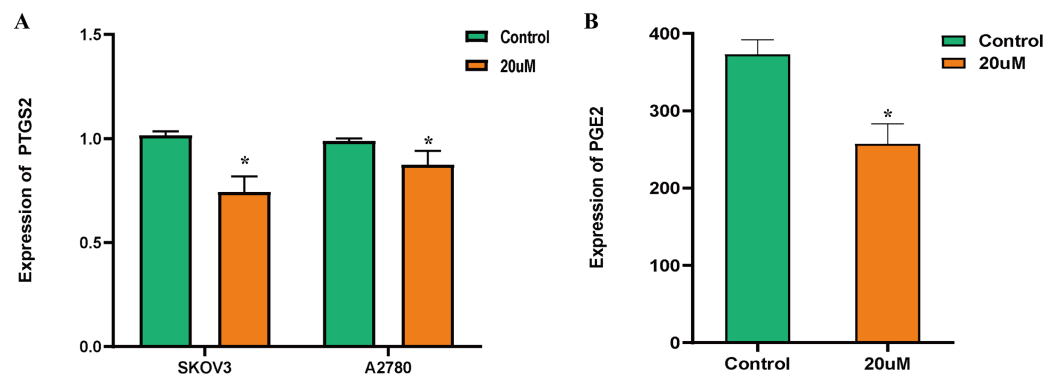 A
Expression of PTGS2
1.5
1.0
0.5
0.0
SKOV3
A2780
*
*
Control
20uM
B
Expression of PGE2
400
300
200
100
0
Control
20uM
*
Control
20uM